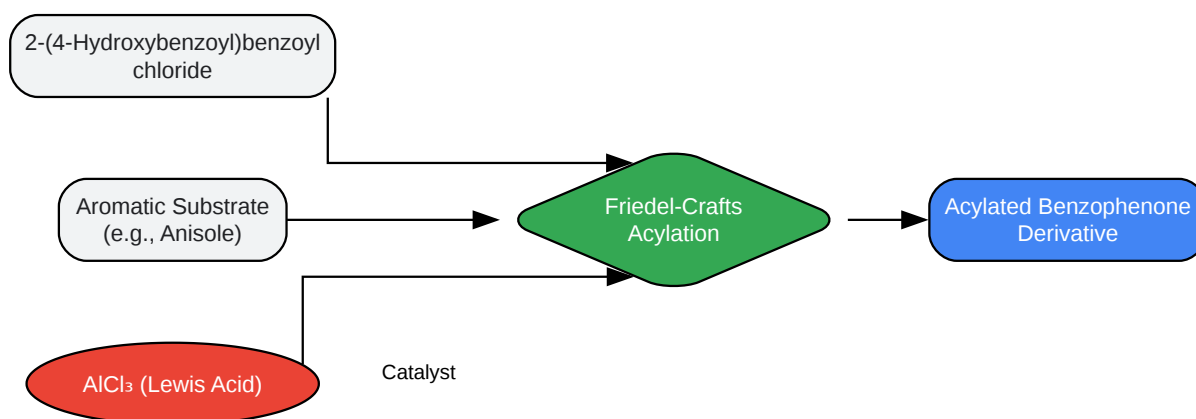 2-(4-Hydroxybenzoyl)benzoyl
chloride
Aromatic Substrate
(e.g., Anisole)
Friedel-Crafts
Acylation
Acylated Benzophenone
Derivative
AlCl₃ (Lewis Acid)
Catalyst